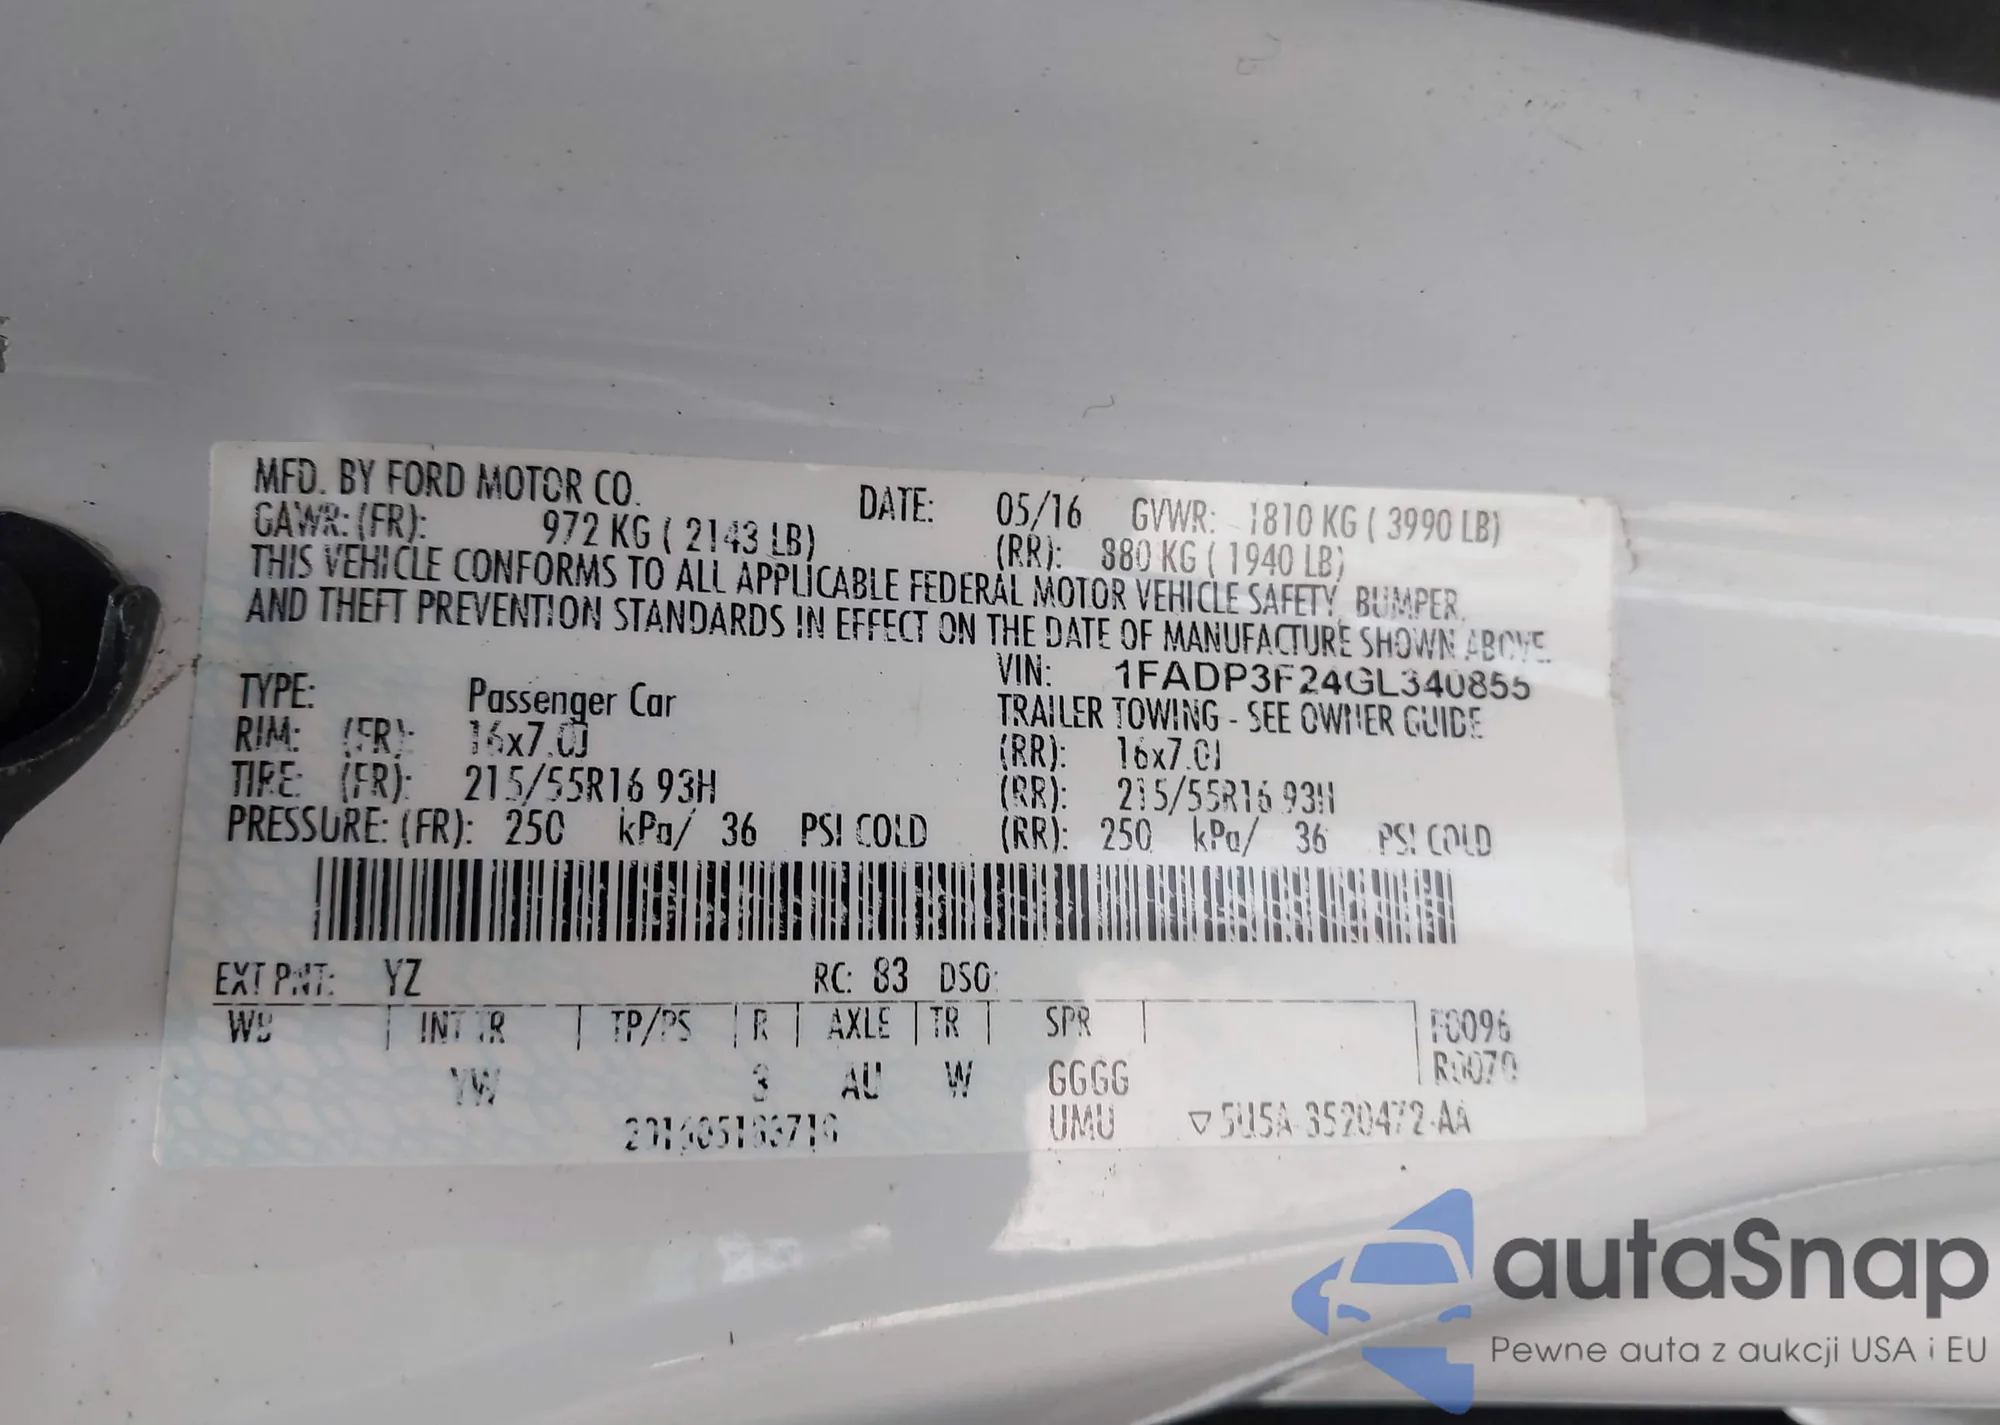 MFD. BY FORD MOTOR CO. DATE: 05/16 GVWR: 1810 KG ( 3990 LB)
GAWR: (FR): 972 KG ( 2143 LB) (RR): 880 KG ( 1940 LB)
THIS VEHICLE CONFORMS TO ALL APPLICABLE FEDERAL MOTOR VEHICLE SAFETY, BUMPER,
AND THEFT PREVENTION STANDARDS IN EFFECT ON THE DATE OF MANUFACTURE SHOWN ABOVE.
VIN: 1FADP3F24GL340855
TYPE: Passenger Car TRAILER TOWING - SEE OWNER GUIDE
RIM: (FR): 16x7.0J (RR): 16x7.0J
TIRE: (FR): 215/55R16 93H (RR): 215/55R16 93H
PRESSURE: (FR): 250 kPa/ 36 PSI COLD (RR): 250 kPa/ 36 PSI COLD
EXT PNT: YZ RC: 83 DSO:
WB INT TR TP/PS R AXLE TR SPR F0096
R0070
YW 3 AU W GGGG
UMU ▽5U5A-3520472-AA
autaSnap
Pewne auta z aukcji USA i EU